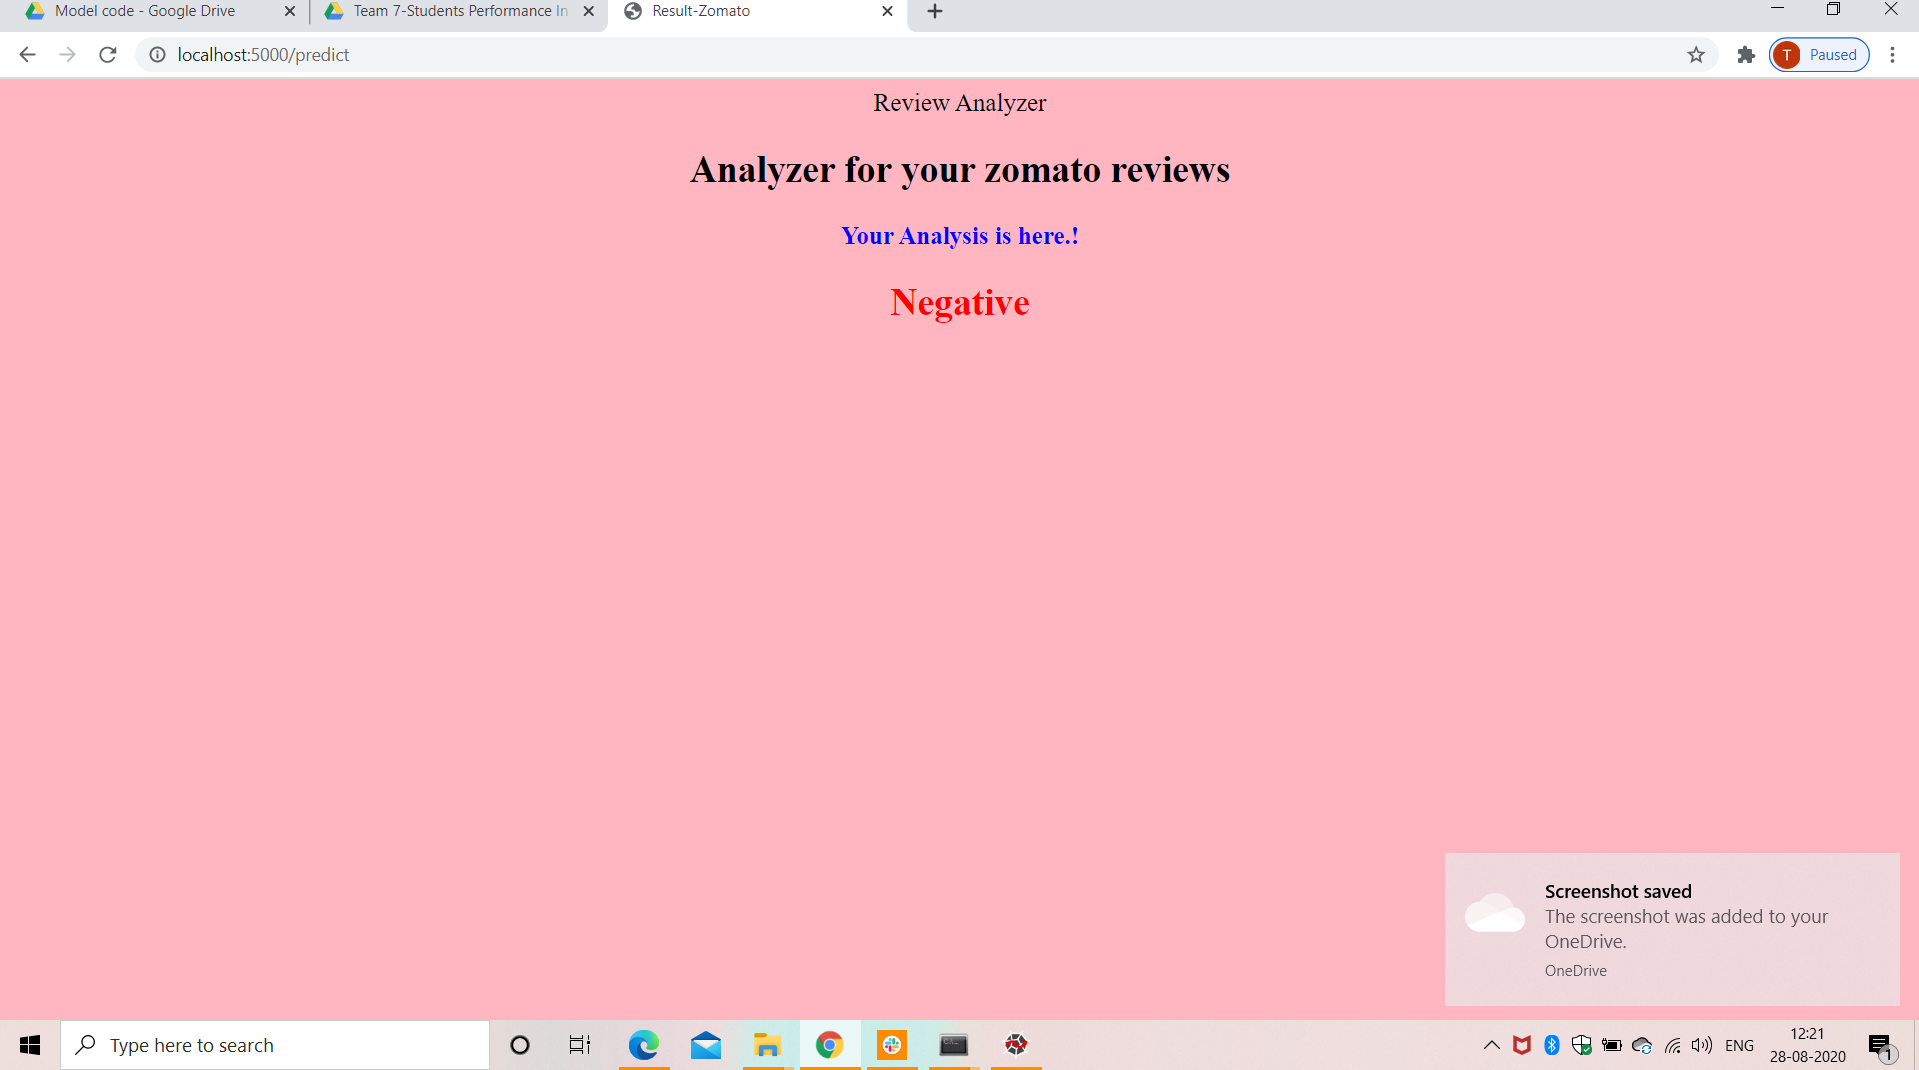 Model code - Google Drive
Team 7-Students Performance In
Result-Zomato
localhost:5000/predict
T Paused
Review Analyzer
Analyzer for your zomato reviews
Your Analysis is here.!
Negative
Screenshot saved
The screenshot was added to your
OneDrive.
OneDrive
Type here to search
ENG
12:21
28-08-2020
1